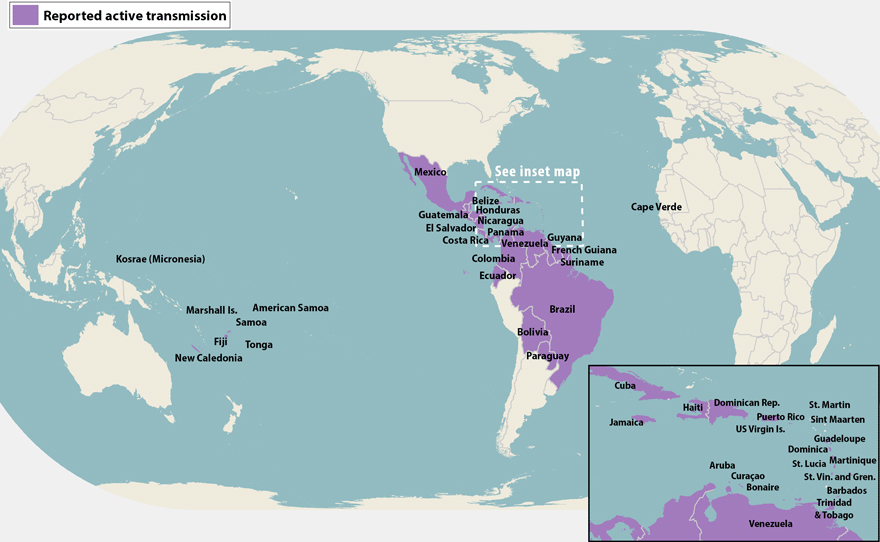 Reported active transmission
See inset map
Mexico
Belize
Honduras
Guatemala
Nicaragua
El Salvador
Panama
Costa Rica
Venezuela
Guyana
French Guiana
Suriname
Colombia
Ecuador
Brazil
Bolivia
Paraguay
Cape Verde
Kosrae (Micronesia)
Marshall Is.
American Samoa
Samoa
Fiji
Tonga
New Caledonia
Cuba
Haiti
Dominican Rep.
Jamaica
Puerto Rico
US Virgin Is.
St. Martin
Sint Maarten
Guadeloupe
Dominica
Martinique
St. Lucia
St. Vin. and Gren.
Aruba
Curaçao
Bonaire
Barbados
Trinidad
& Tobago
Venezuela